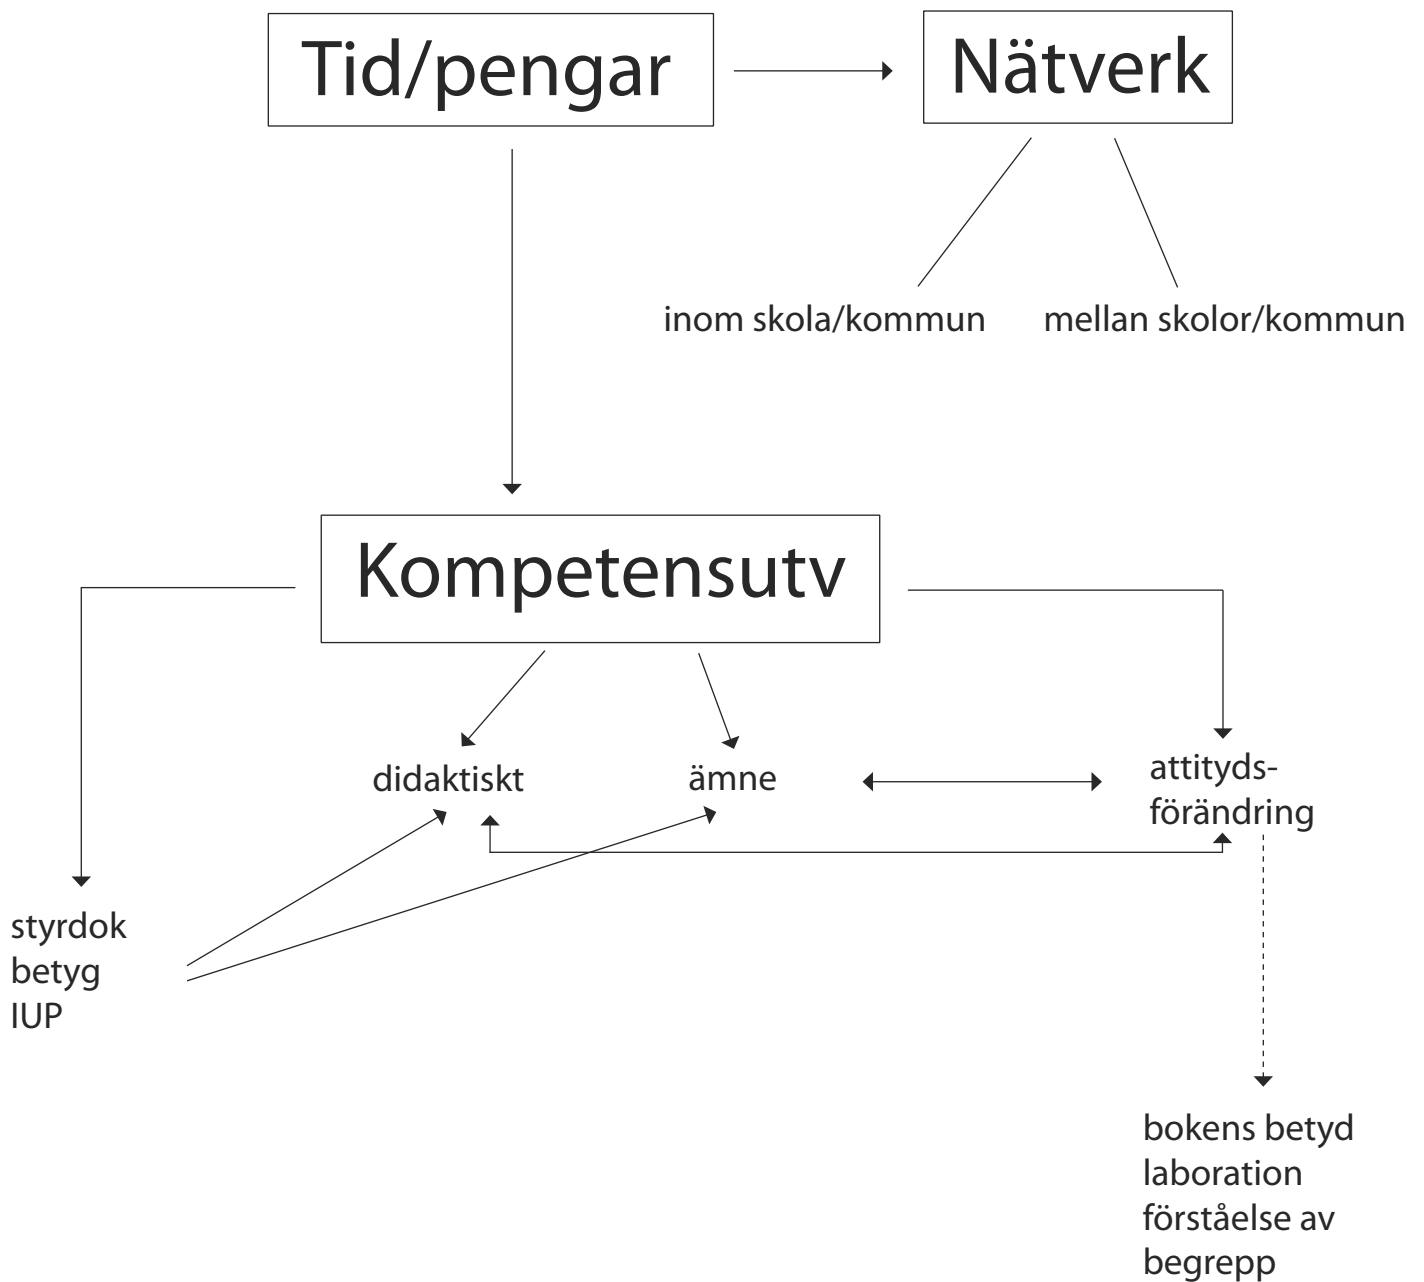 Tid/pengar
Nätverk
inom skola/kommun
mellan skolor/kommun
Kompetensutv
didaktiskt
ämne
attityds-
förändring
styrdok
betyg
IUP
bokens betyd
laboration
förståelse av
begrepp